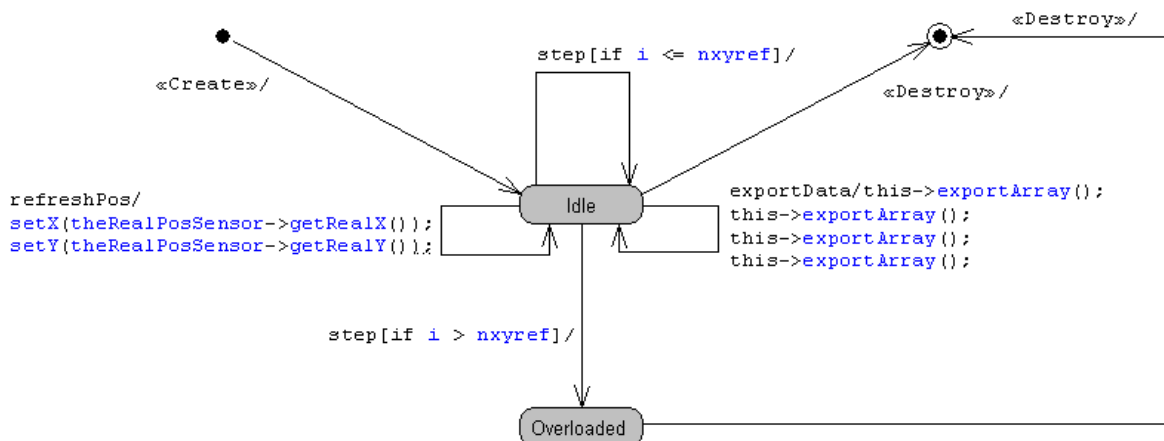 «Destroy»/
step[if i <= nxyref]/
«Create»/
«Destroy»/
refreshPos/
setX(theRealPosSensor->getRealX());
setY(theRealPosSensor->getRealY());
Idle
exportData/this->exportArray();
this->exportArray();
this->exportArray();
this->exportArray();
step[if i > nxyref]/
Overloaded